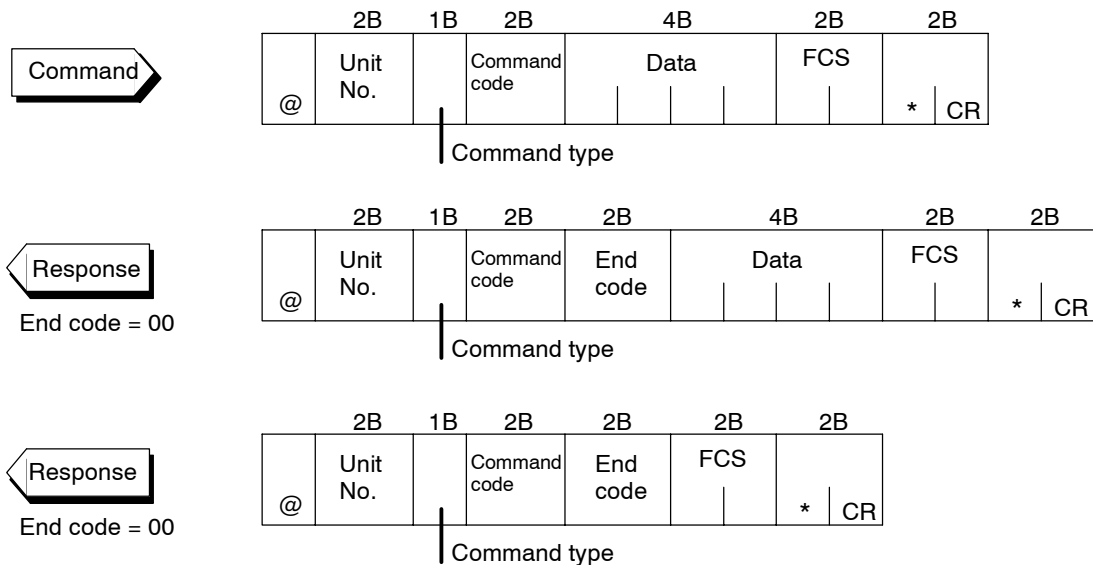 2B 1B 2B 4B 2B 2B
Command
@ Unit No. Command code Data FCS * CR
Command type
2B 1B 2B 2B 4B 2B 2B
Response
@ Unit No. Command code End code Data FCS * CR
End code = 00
Command type
2B 1B 2B 2B 2B 2B
Response
@ Unit No. Command code End code FCS * CR
End code = 00
Command type